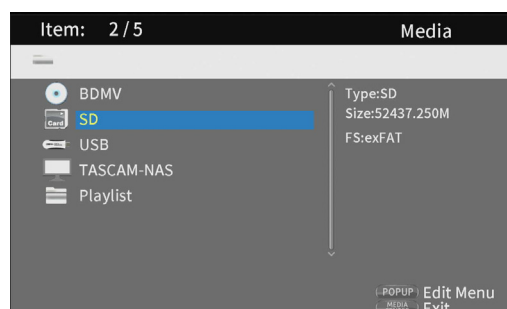 Item: 2/5 Media
BDMV
Card SD
USB
TASCAM-NAS
Playlist
Type:SD
Size:52437.250M
FS:exFAT
POPUP Edit Menu
MEDIA Exit